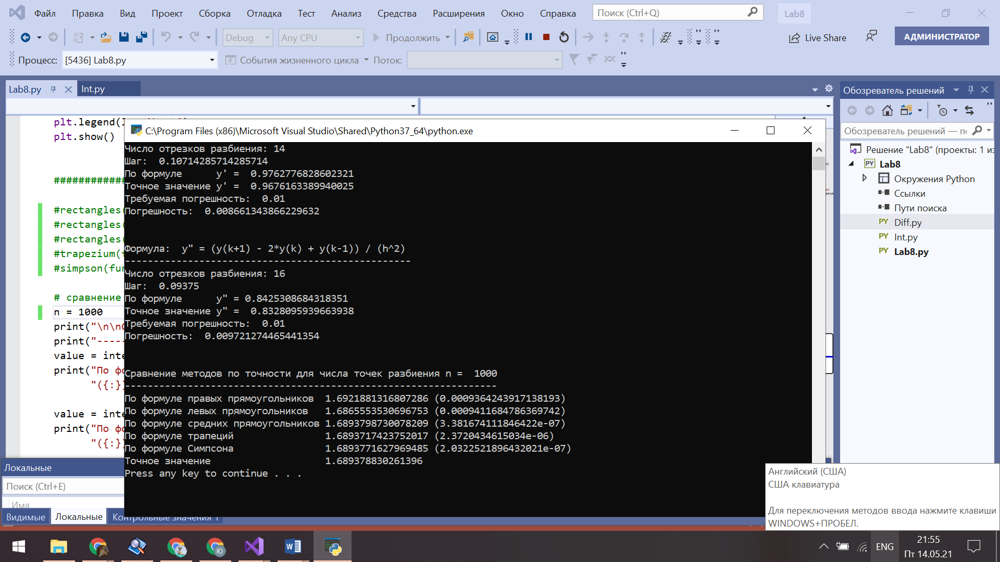 Файл Правка Вид Проект Сборка Отладка Тест Анализ Средства Расширения Окно Справка Поиск (Ctrl+Q) Lab8
Debug Any CPU Продолжить Live Share АДМИНИСТРАТОР
Процесс: [5436] Lab8.py События жизненного цикла Поток:
Lab8.py Int.py
plt.legend(
plt.show()
############
#rectangles(
#rectangles(
#rectangles(
#trapezium(
#simpson(fun
# сравнение
n = 1000
print("\n\n
print("-----
value = inte
print("По фо
"({:})
value = inte
print("По фо
"({:})
C:\Program Files (x86)\Microsoft Visual Studio\Shared\Python37_64\python.exe
Число отрезков разбиения: 14
Шаг: 0.10714285714285714
По формуле y' = 0.9762776828602321
Точное значение y' = 0.9676163389940025
Требуемая погрешность: 0.01
Погрешность: 0.008661343866229632
Формула: y" = (y(k+1) - 2*y(k) + y(k-1)) / (h^2)
--------------------------------------------------
Число отрезков разбиения: 16
Шаг: 0.09375
По формуле y" = 0.8425308684318351
Точное значение y" = 0.8328095939663938
Требуемая погрешность: 0.01
Погрешность: 0.009721274465441354
Сравнение методов по точности для числа точек разбиения n = 1000
-----------------------------------------------------------------
По формуле правых прямоугольников 1.6921881316807286 (0.0009364243917138193)
По формуле левых прямоугольников 1.6865553530696753 (0.0009411684786369742)
По формуле средних прямоугольников 1.6893798730078209 (3.381674111846422e-07)
По формуле трапеций 1.6893717423752017 (2.3720434615034e-06)
По формуле Симпсона 1.6893771627969485 (2.0322521896432021e-07)
Точное значение 1.689378830261396
Press any key to continue . . .
Обозреватель решений
Обозреватель решений — по
Решение "Lab8" (проекты: 1 из
Lab8
Окружения Python
Ссылки
Пути поиска
Diff.py
Int.py
Lab8.py
Локальные
Поиск (Ctrl+E)
Имя
Видимые Локальные Контрольные значения 1
Английский (США)
США клавиатура
Для переключения методов ввода нажмите клавиши
WINDOWS+ПРОБЕЛ.
ENG
21:55
Пт 14.05.21